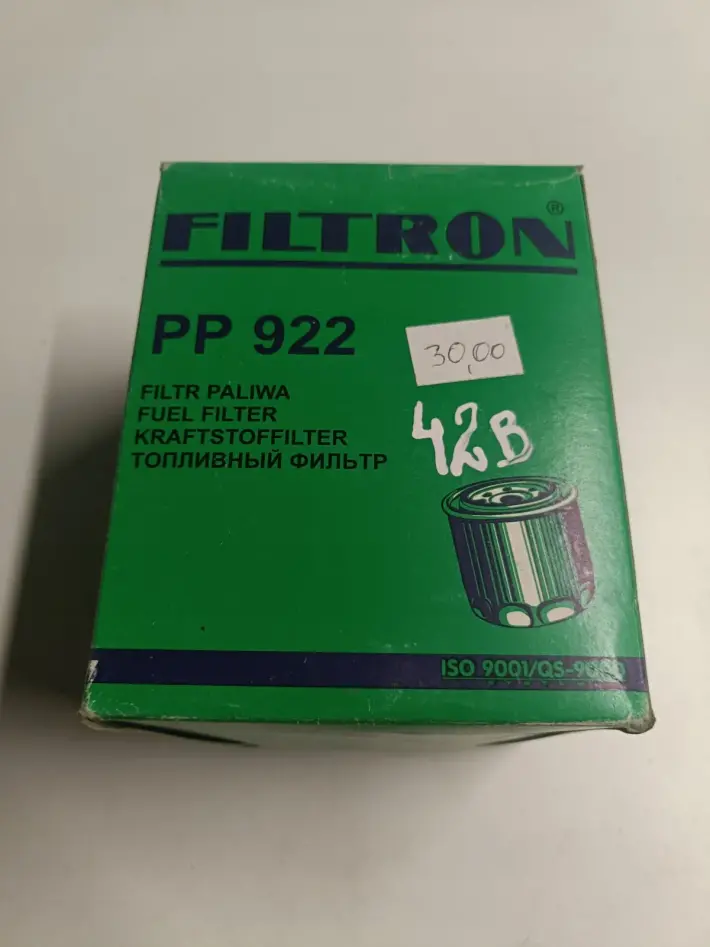 FILTRON®
PP 922
30,00
FILTR PALIWA
FUEL FILTER
KRAFTSTOFFILTER
ТОПЛИВНЫЙ ФИЛЬТР
42B
ISO 9001/QS-9000